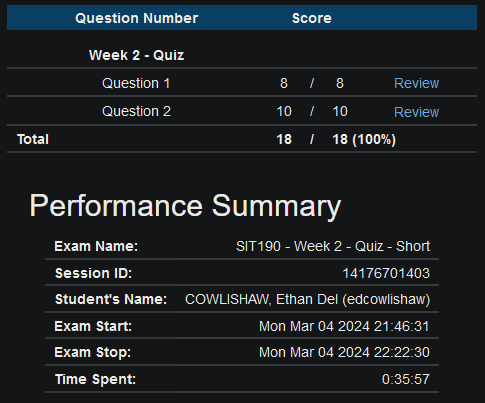 Question Number Score
Week 2 - Quiz
Question 1 8 / 8 Review
Question 2 10 / 10 Review
Total 18 / 18 (100%)
Performance Summary
Exam Name: SIT190 - Week 2 - Quiz - Short
Session ID: 14176701403
Student's Name: COWLISHAW, Ethan Del (edcowlishaw)
Exam Start: Mon Mar 04 2024 21:46:31
Exam Stop: Mon Mar 04 2024 22:22:30
Time Spent: 0:35:57